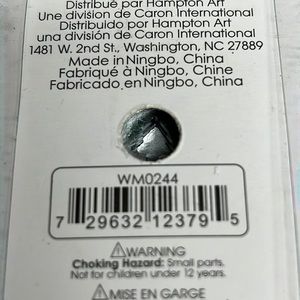 Distribué par Hampton Art
Une division de Caron International
Distribuido por Hampton Art
una división de Caron International
1481 W. 2nd St., Washington, NC 27889
Made in Ningbo, China
Fabriqué à Ningbo, Chine
Fabricado en Ningbo, China
WM0244
7 29632 12379 5
⚠WARNING
Choking Hazard: Small parts.
Not for children under 12 years.
⚠MISE EN GARGE